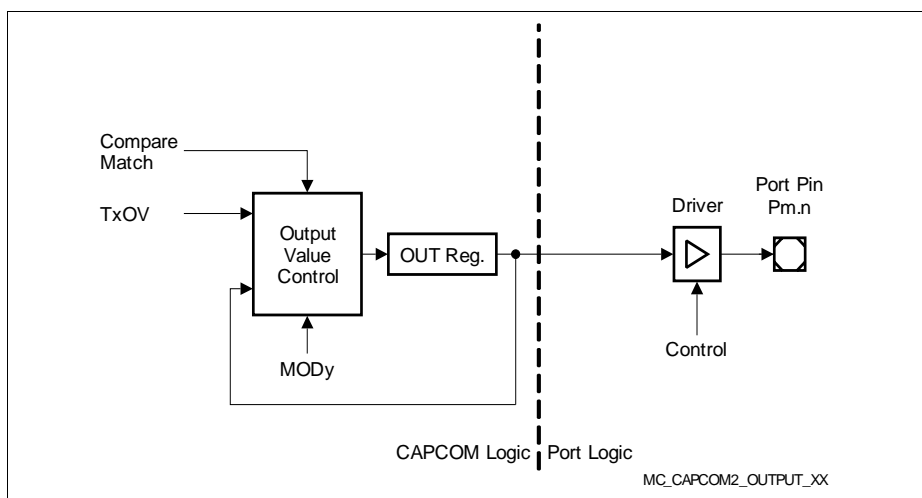 Compare
Match
TxOV
Output
Value
Control
OUT Reg.
MODy
Driver
Port Pin
Pm.n
Control
CAPCOM Logic
Port Logic
MC_CAPCOM2_OUTPUT_XX